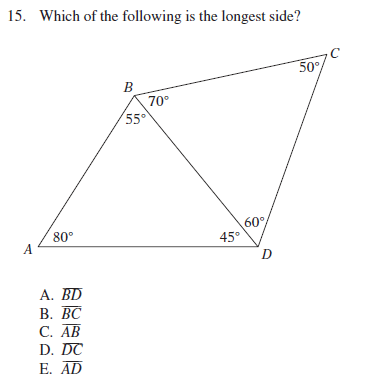 15. Which of the following is the longest side?
C
50°
B
70°
55°
60°
80°
45°
A
D
A. BD
B. BC
C. AB
D. DC
E. AD